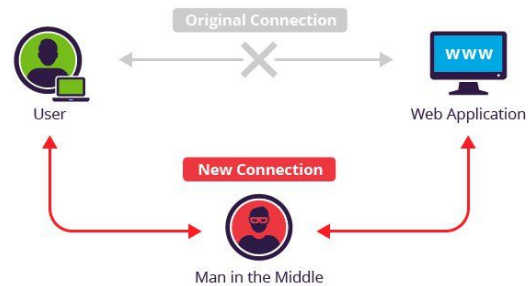 Original Connection
www
User
Web Application
New Connection
Man in the Middle